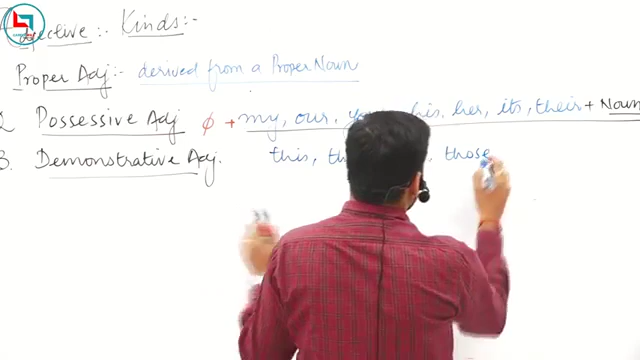 Kinds:-
Proper Adj:- derived from a Proper Noun
Possessive Adj Φ + my, our, his, her, its, their + Noun
3. Demonstrative Adj. this, those